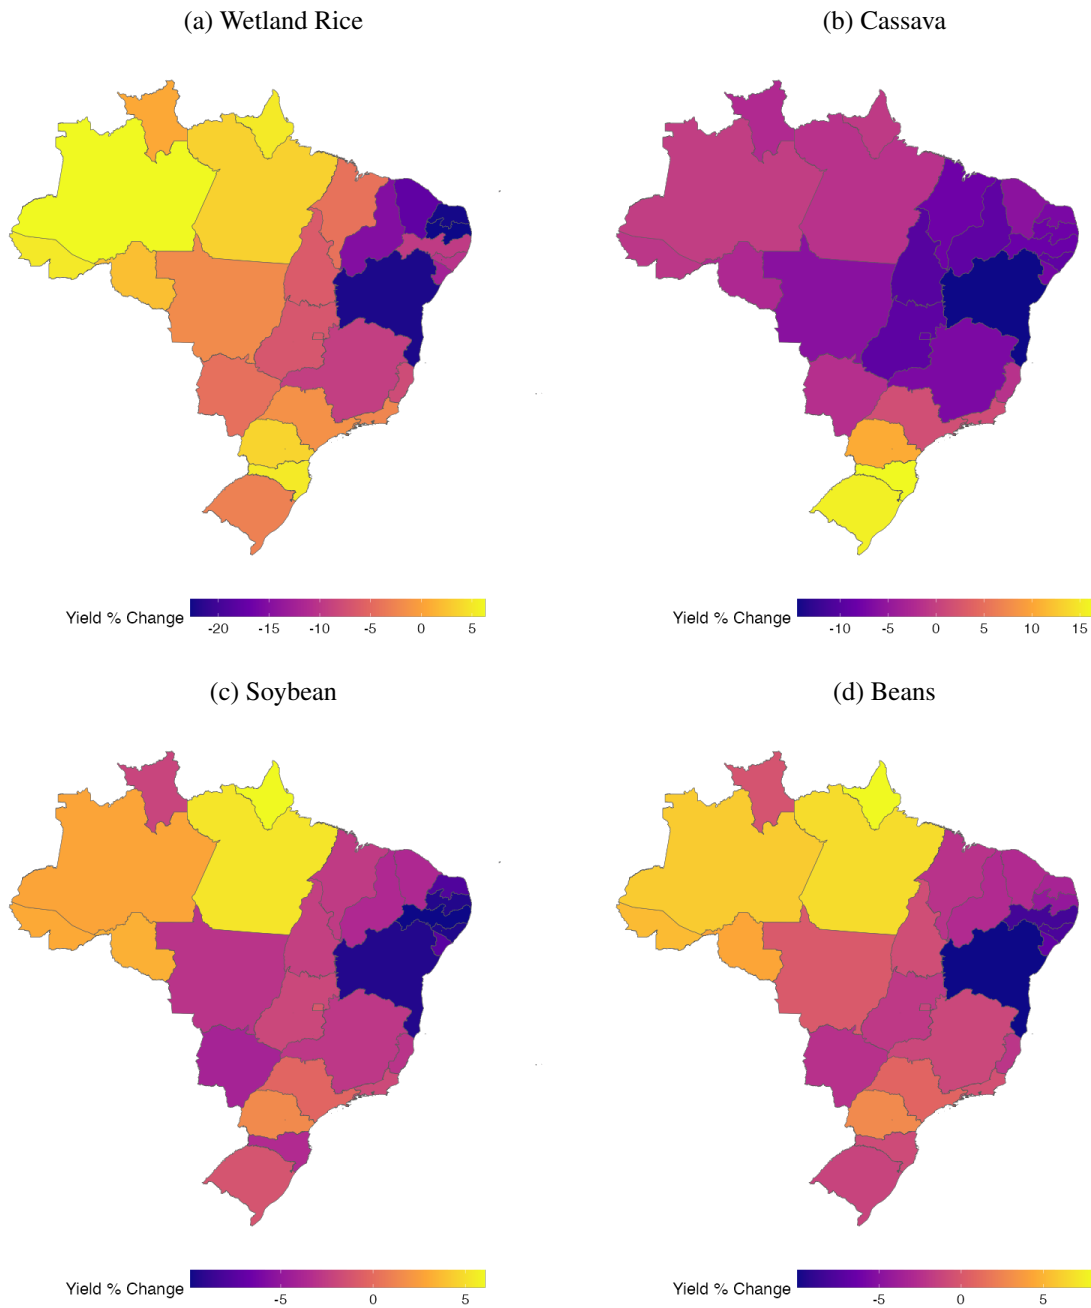 (a) Wetland Rice
(b) Cassava
Yield % Change
-20 -15 -10 -5 0 5
Yield % Change
-10 -5 0 5 10 15
(c) Soybean
(d) Beans
Yield % Change
-5 0 5
Yield % Change
-5 0 5